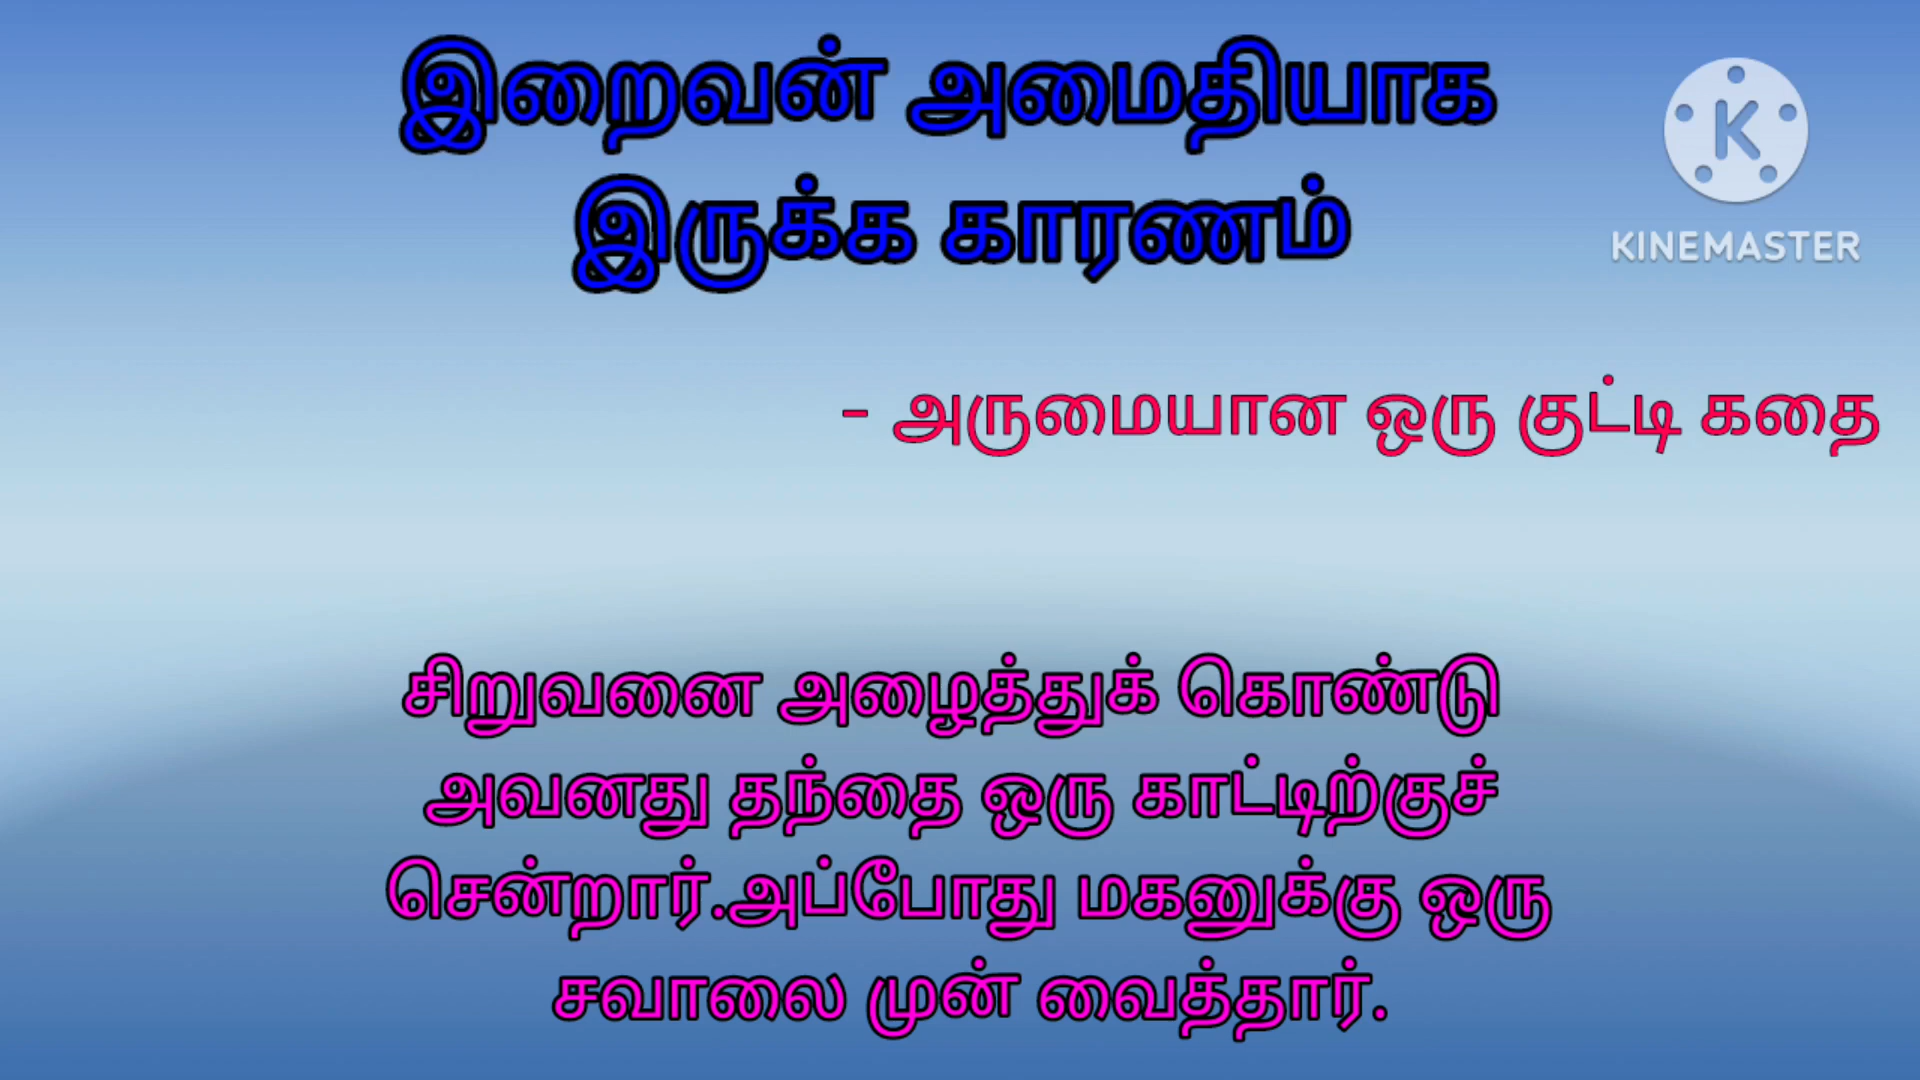 இறைவன் அமைதியாக
இருக்க காரணம்
K
KINEMASTER
- அருமையான ஒரு குட்டி கதை
சிறுவனை அழைத்துக் கொண்டு
அவனது தந்தை ஒரு காட்டிற்குச்
சென்றார்.அப்போது மகனுக்கு ஒரு
சவாலை முன் வைத்தார்.